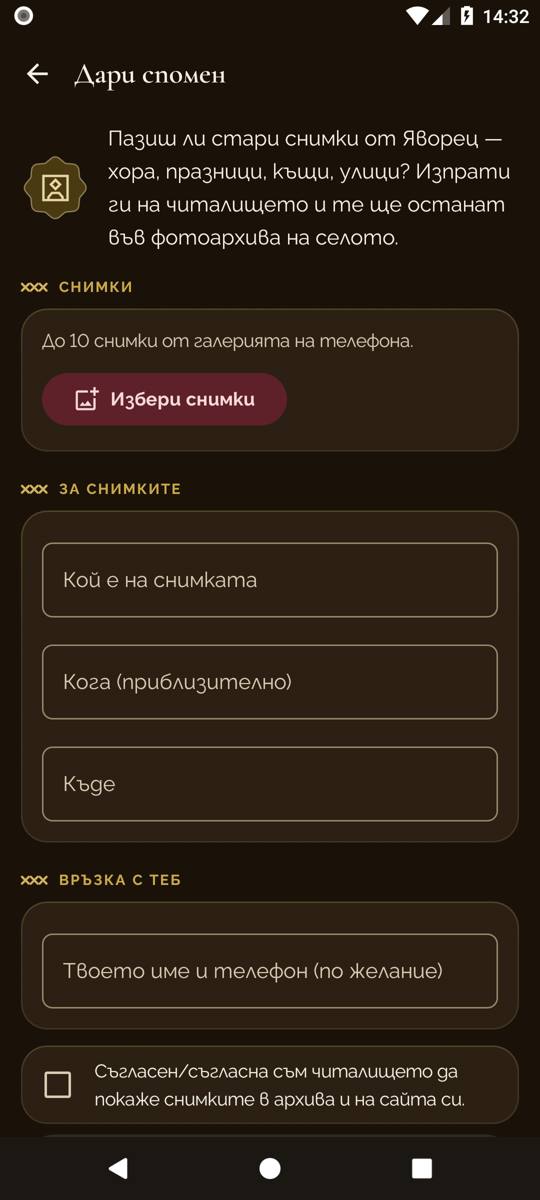 14:32
Дари спомен
Пазиш ли стари снимки от Яворец —
хора, празници, къщи, улици? Изпрати
ги на читалището и те ще останат
във фотоархива на селото.
СНИМКИ
До 10 снимки от галерията на телефона.
Избери снимки
ЗА СНИМКИТЕ
Кой е на снимката
Кога (приблизително)
Къде
ВРЪЗКА С ТЕБ
Твоето име и телефон (по желание)
Съгласен/съгласна съм читалището да
покаже снимките в архива и на сайта си.